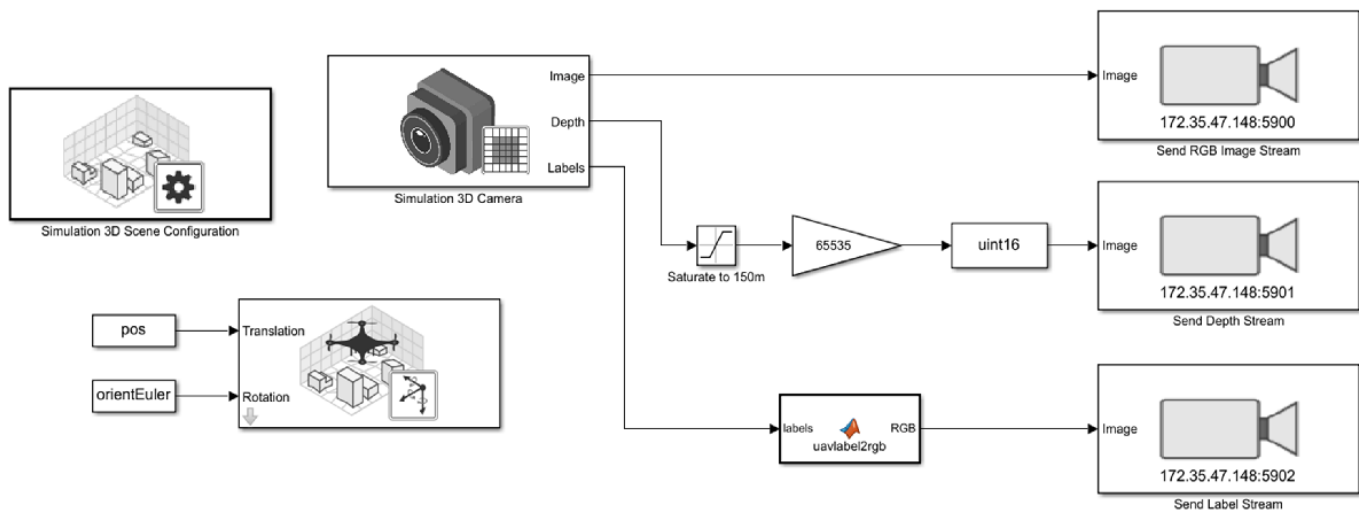 Simulation 3D Scene Configuration
Image
Depth
Labels
Simulation 3D Camera
Image
172.35.47.148:5900
Send RGB Image Stream
Saturate to 150m
65535
uint16
Image
172.35.47.148:5901
Send Depth Stream
pos
orientEuler
Translation
Rotation
labels
RGB
uavlabel2rgb
Image
172.35.47.148:5902
Send Label Stream